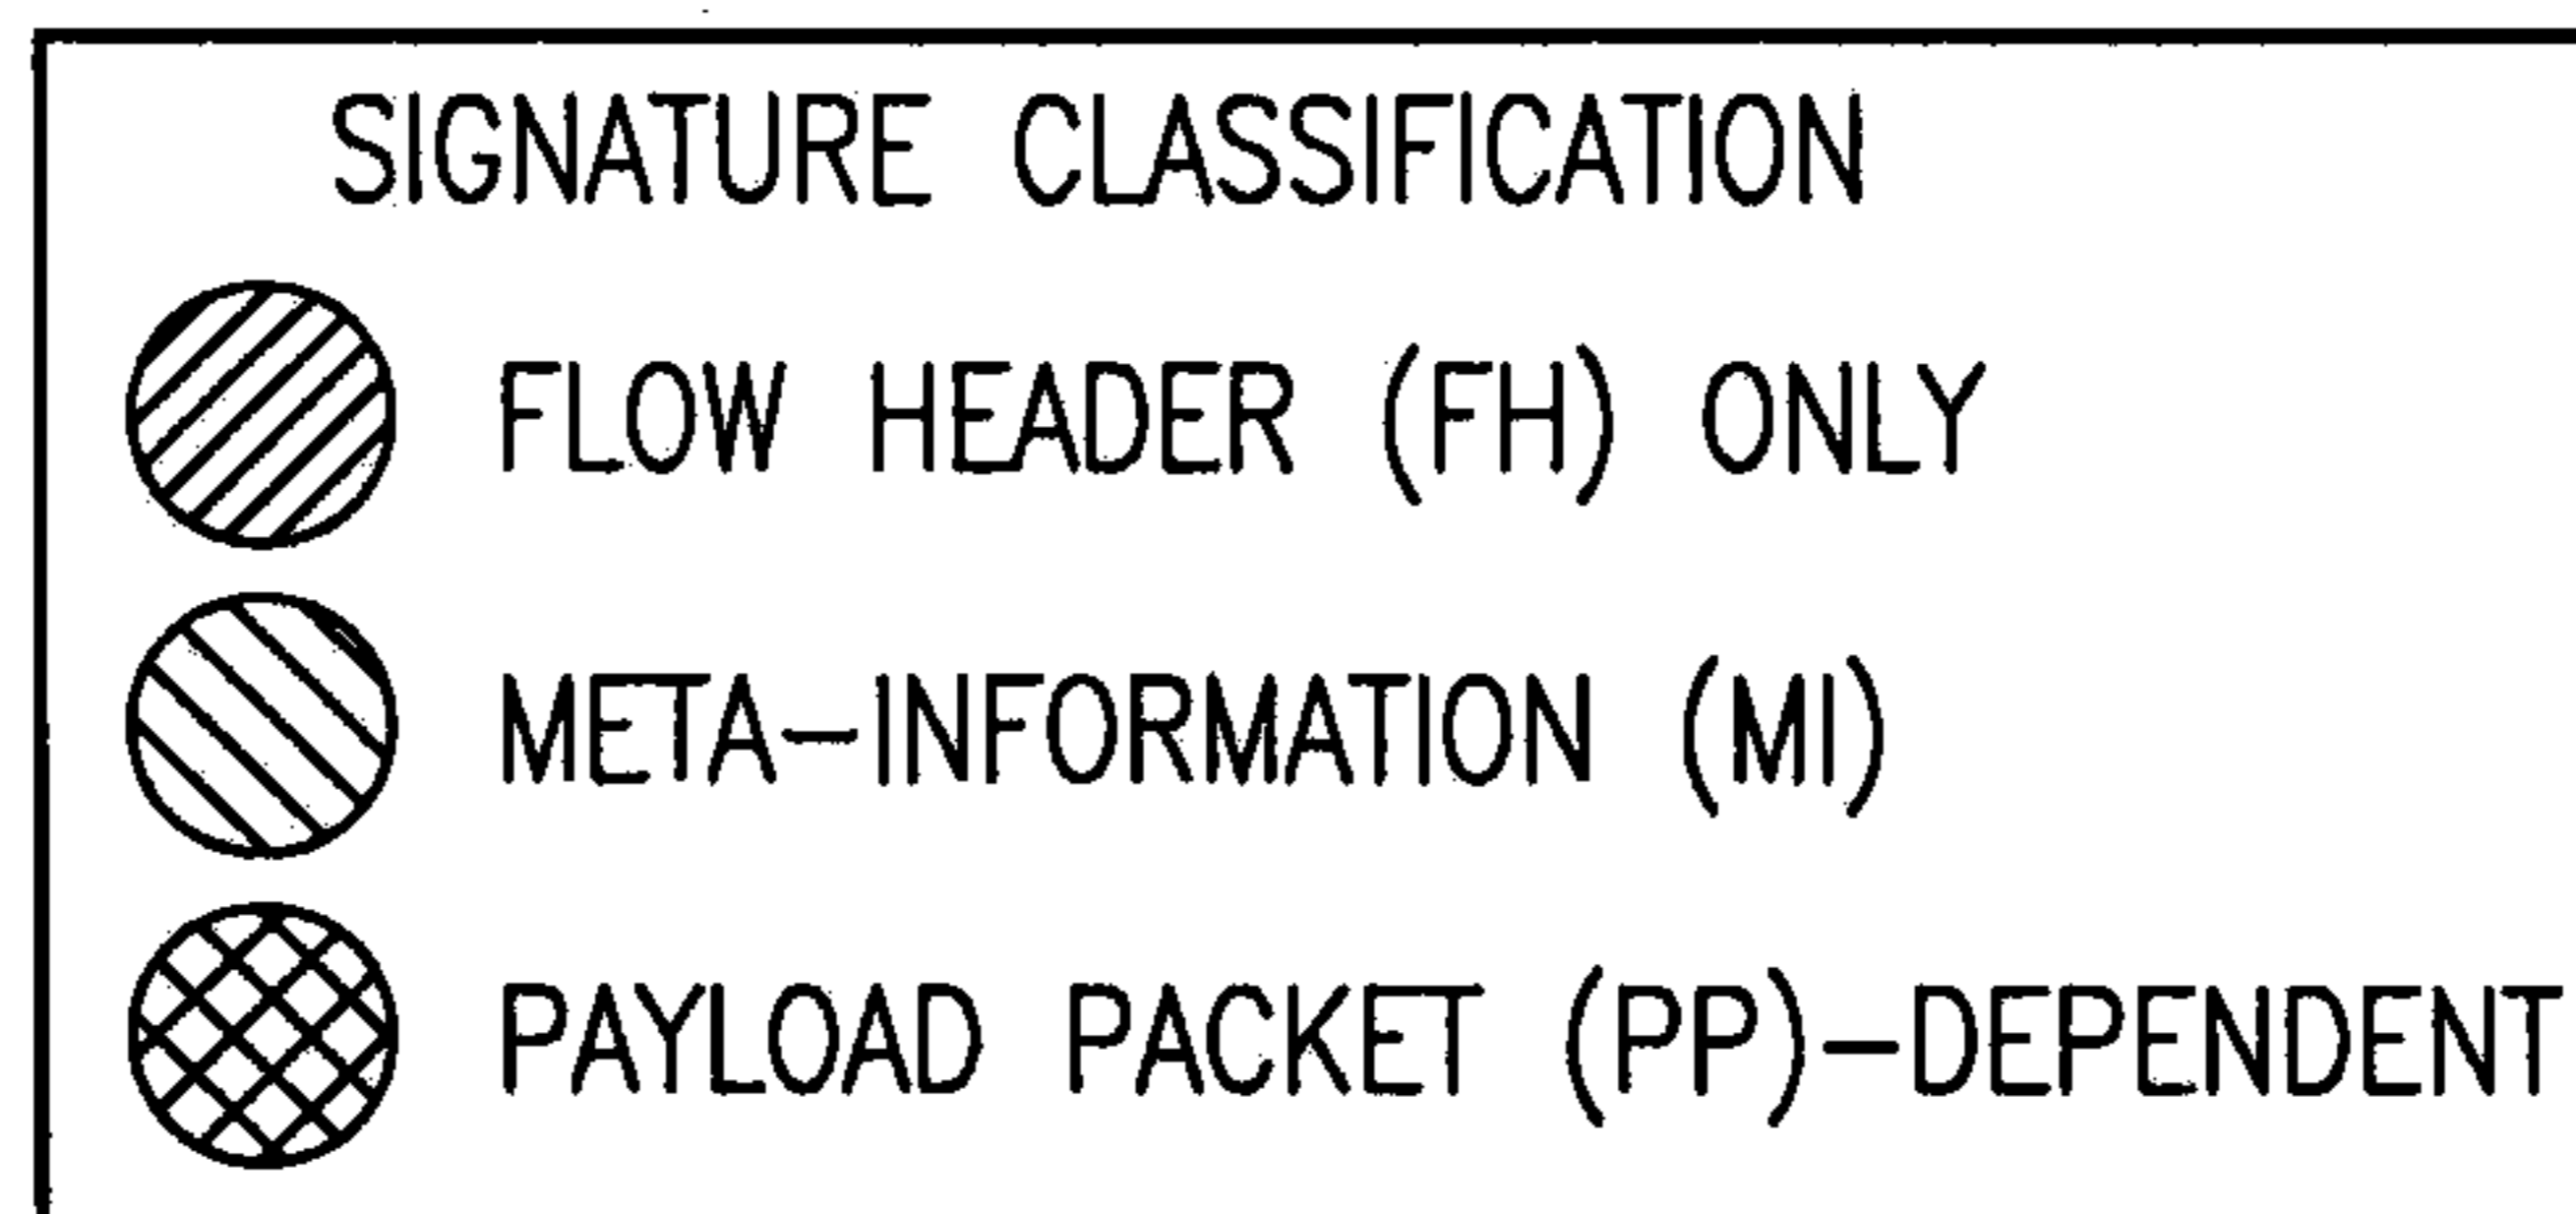 SIGNATURE CLASSIFICATION
FLOW HEADER (FH) ONLY
META-INFORMATION (MI)
PAYLOAD PACKET (PP)-DEPENDENT